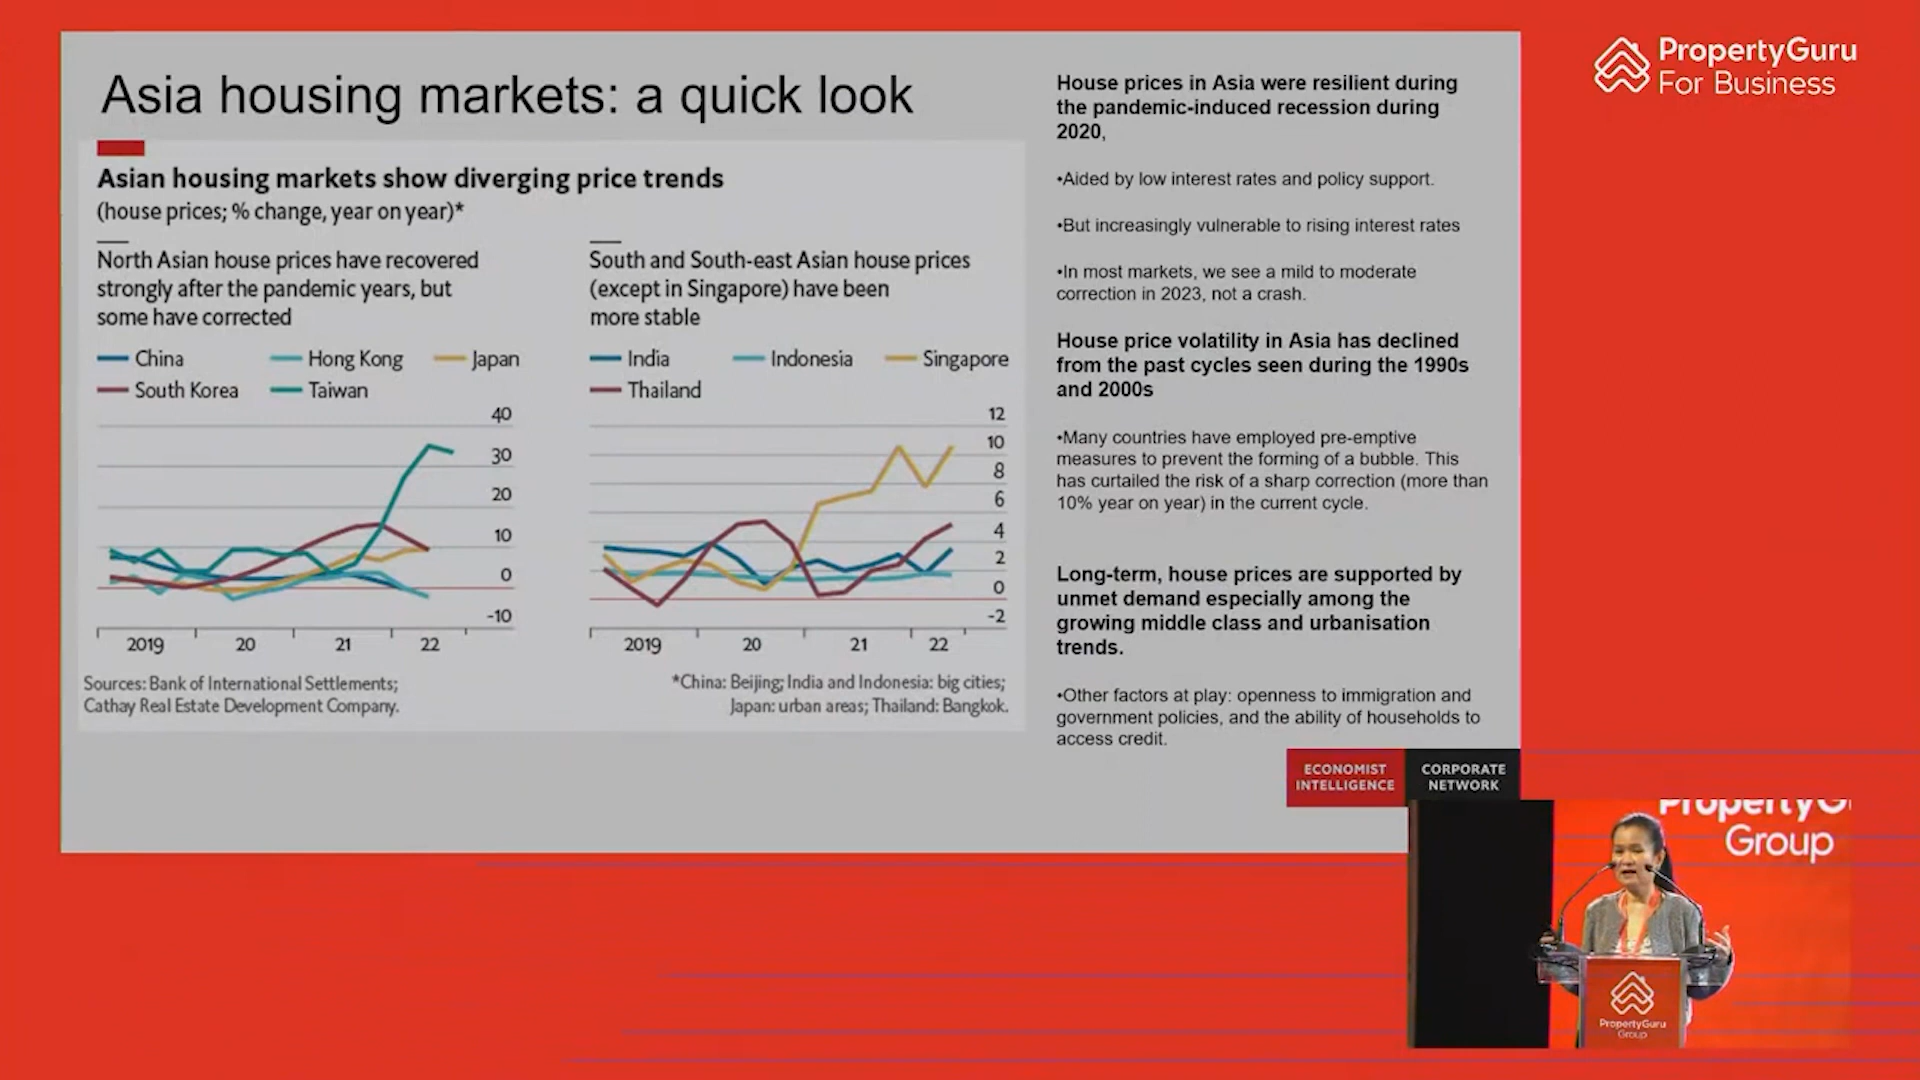 PropertyGuru
For Business
Asia housing markets: a quick look
Asian housing markets show diverging price trends
(house prices; % change, year on year)*
North Asian house prices have recovered
strongly after the pandemic years, but
some have corrected
China
Hong Kong
Japan
South Korea
Taiwan
40
30
20
10
0
-10
2019
20
21
22
South and South-east Asian house prices
(except in Singapore) have been
more stable
India
Indonesia
Singapore
Thailand
12
10
8
6
4
2
0
-2
2019
20
21
22
Sources: Bank of International Settlements;
Cathay Real Estate Development Company.
*China: Beijing; India and Indonesia: big cities;
Japan: urban areas; Thailand: Bangkok.
House prices in Asia were resilient during
the pandemic-induced recession during
2020,
•Aided by low interest rates and policy support.
•But increasingly vulnerable to rising interest rates
•In most markets, we see a mild to moderate
correction in 2023, not a crash.
House price volatility in Asia has declined
from the past cycles seen during the 1990s
and 2000s
•Many countries have employed pre-emptive
measures to prevent the forming of a bubble. This
has curtailed the risk of a sharp correction (more than
10% year on year) in the current cycle.
Long-term, house prices are supported by
unmet demand especially among the
growing middle class and urbanisation
trends.
•Other factors at play: openness to immigration and
government policies, and the ability of households to
access credit.
ECONOMIST
INTELLIGENCE
CORPORATE
NETWORK
PropertyG
Group
PropertyGuru
Group